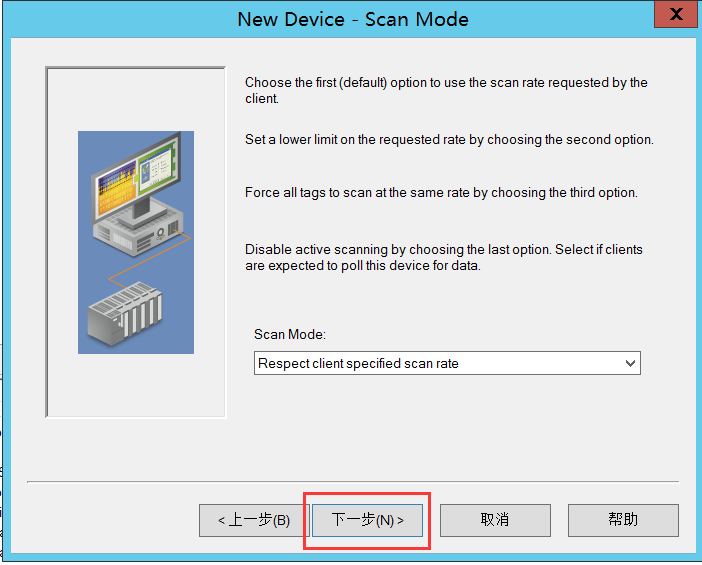 New Device - Scan Mode
X
Choose the first (default) option to use the scan rate requested by the
client.
Set a lower limit on the requested rate by choosing the second option.
Force all tags to scan at the same rate by choosing the third option.
Disable active scanning by choosing the last option. Select if clients
are expected to poll this device for data.
Scan Mode:
Respect client specified scan rate
< 上一步(B)
下一步(N) >
取消
帮助